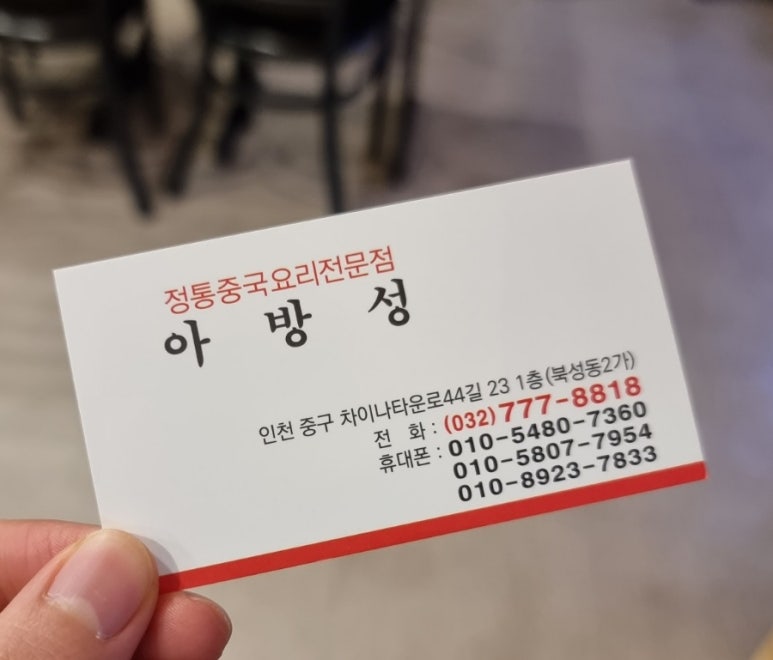 정통중국요리전문점
아 방 성
인천 중구 차이나타운로44길 23 1층(북성동2가)
전 화 : (032) 777-8818
휴대폰 : 010-5480-7360
010-5807-7954
010-8923-7833